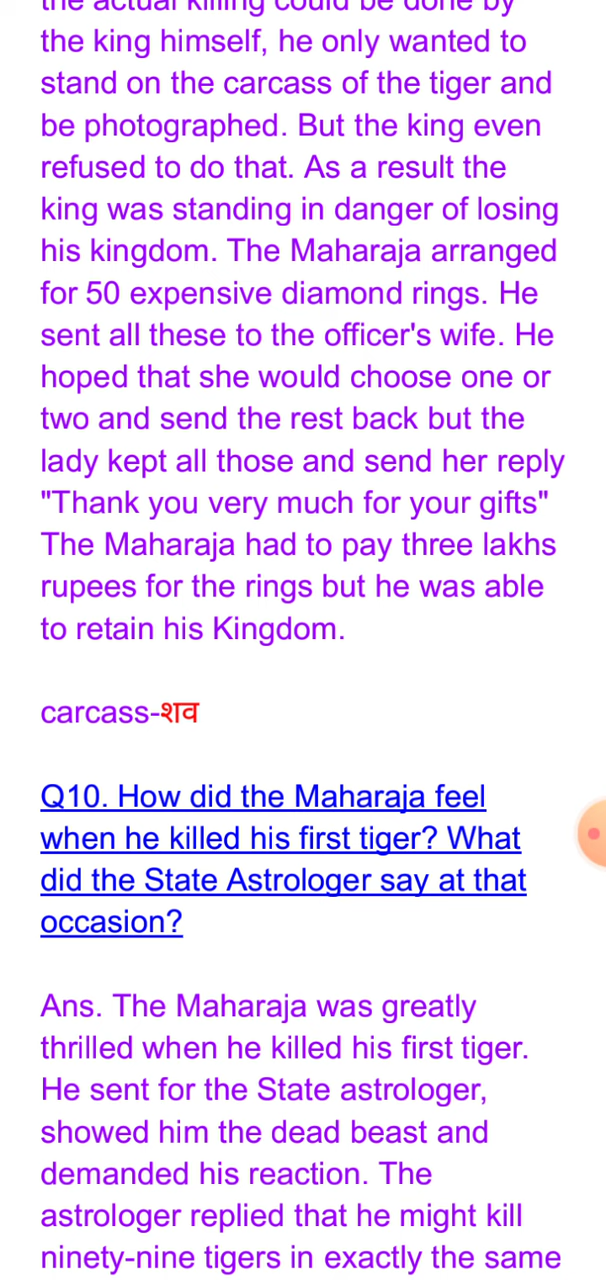 the actual killing could be done by
the king himself, he only wanted to
stand on the carcass of the tiger and
be photographed. But the king even
refused to do that. As a result the
king was standing in danger of losing
his kingdom. The Maharaja arranged
for 50 expensive diamond rings. He
sent all these to the officer's wife. He
hoped that she would choose one or
two and send the rest back but the
lady kept all those and send her reply
"Thank you very much for your gifts"
The Maharaja had to pay three lakhs
rupees for the rings but he was able
to retain his Kingdom.
carcass-शव
Q10. How did the Maharaja feel
when he killed his first tiger? What
did the State Astrologer say at that
occasion?
Ans. The Maharaja was greatly
thrilled when he killed his first tiger.
He sent for the State astrologer,
showed him the dead beast and
demanded his reaction. The
astrologer replied that he might kill
ninety-nine tigers in exactly the same